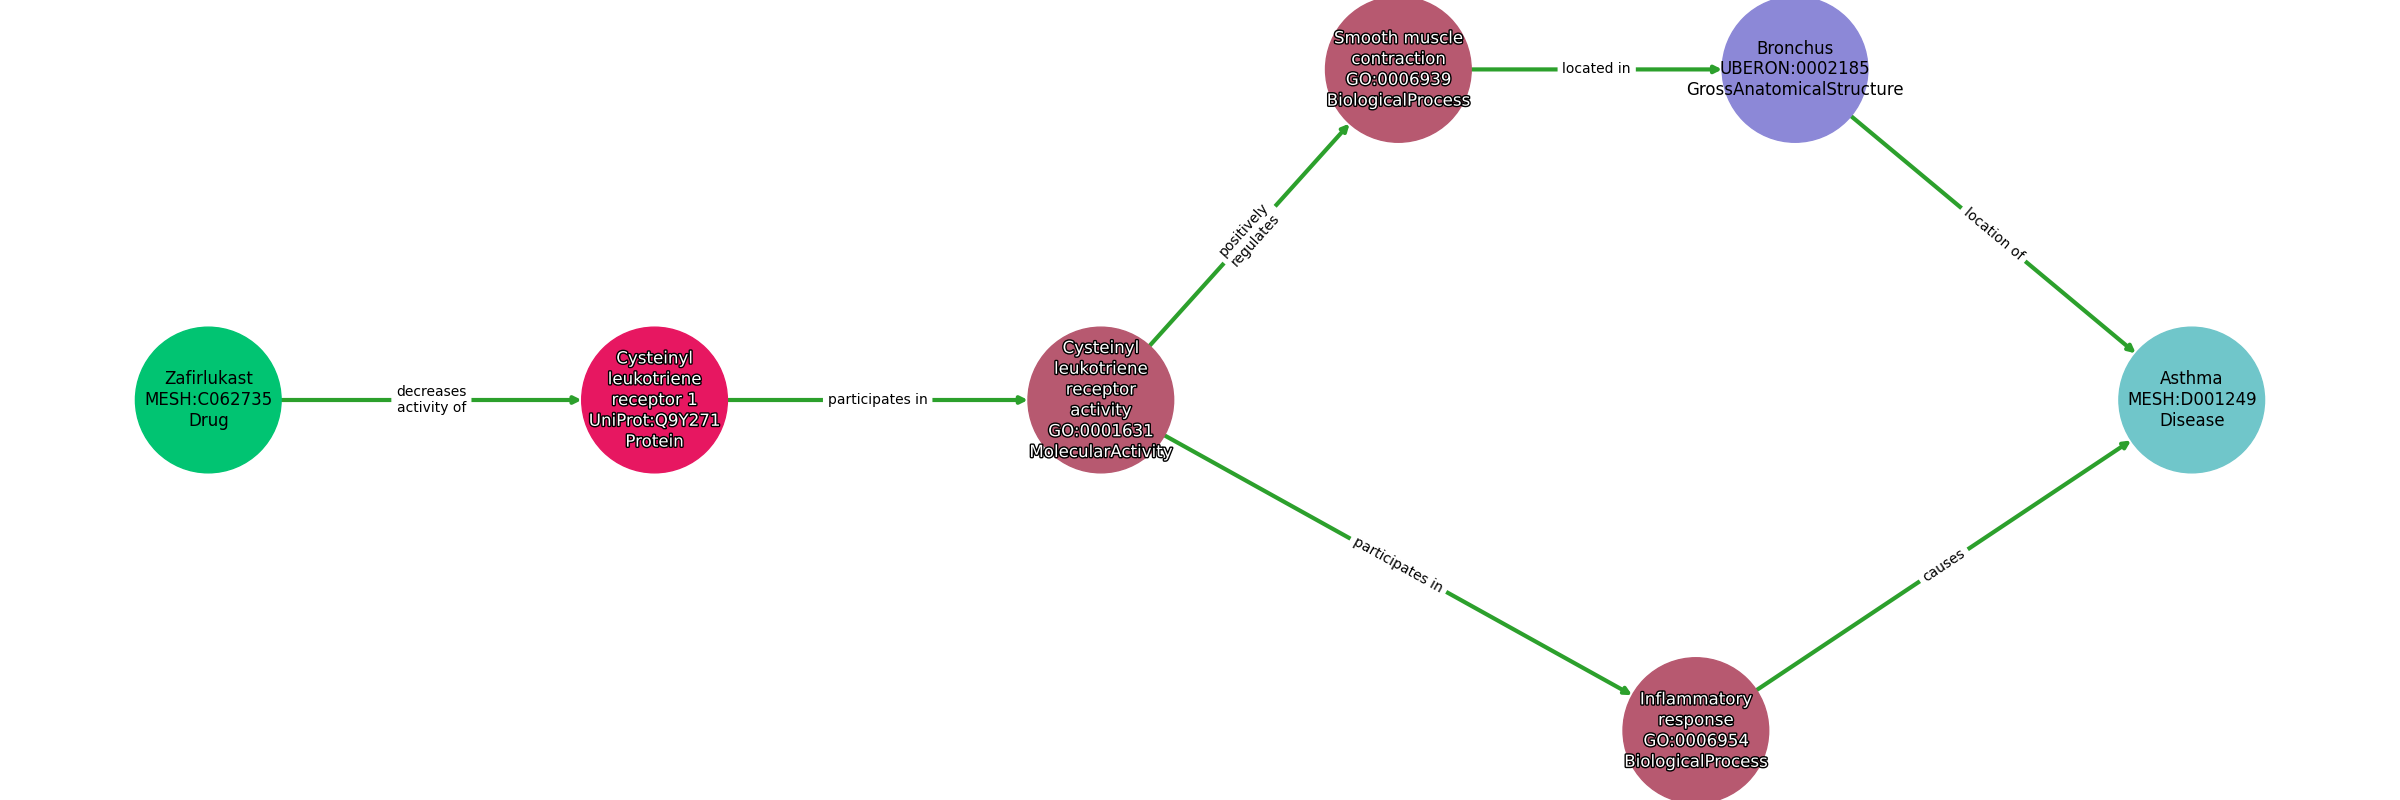 Smooth muscle
contraction
GO:0006939
BiologicalProcess
located in
Bronchus
UBERON:0002185
GrossAnatomicalStructure
positively
regulates
location of
Zafirlukast
MESH:C062735
Drug
decreases
activity of
Cysteinyl
leukotriene
receptor 1
UniProt:Q9Y271
Protein
participates in
Cysteinyl
leukotriene
receptor
activity
GO:0001631
MolecularActivity
Asthma
MESH:D001249
Disease
participates in
causes
Inflammatory
response
GO:0006954
BiologicalProcess